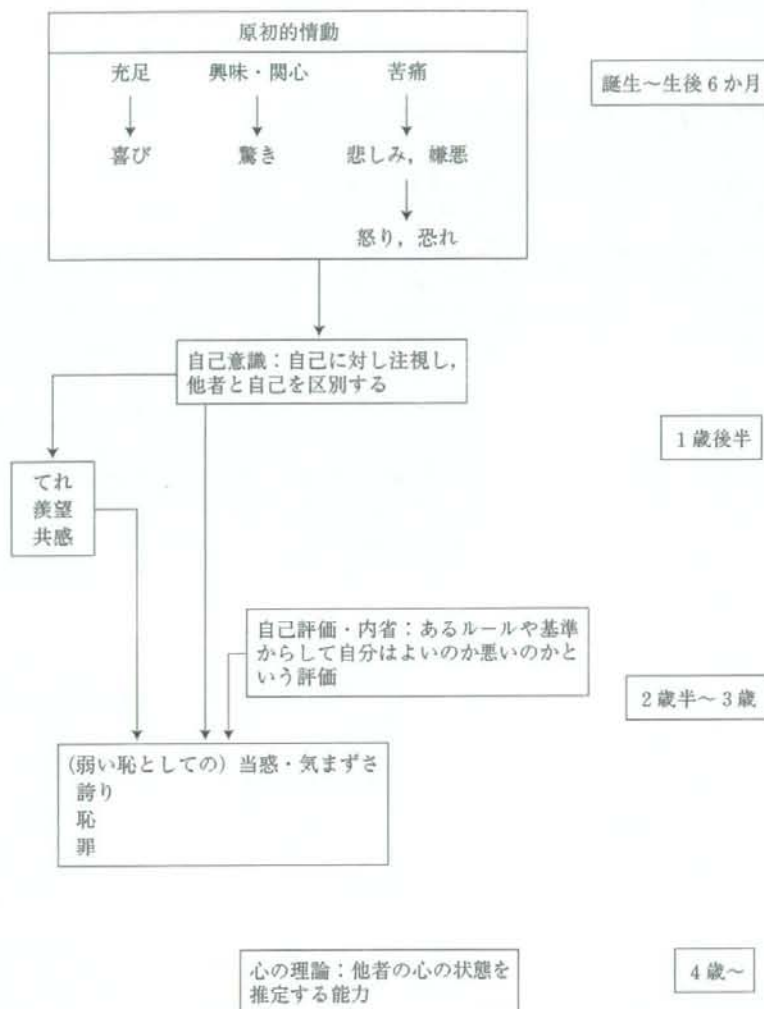 原初的情動
充足
興味・関心
苦痛
誕生〜生後6か月
喜び
驚き
悲しみ，嫌悪
怒り，恐れ
自己意識：自己に対し注視し，
他者と自己を区別する
1歳後半
てれ
羨望
共感
自己評価・内省：あるルールや基準
からして自分はよいのか悪いのかと
いう評価
2歳半〜3歳
(弱い恥としての) 当惑・気まずさ
誇り
恥
罪
心の理論：他者の心の状態を
推定する能力
4歳〜